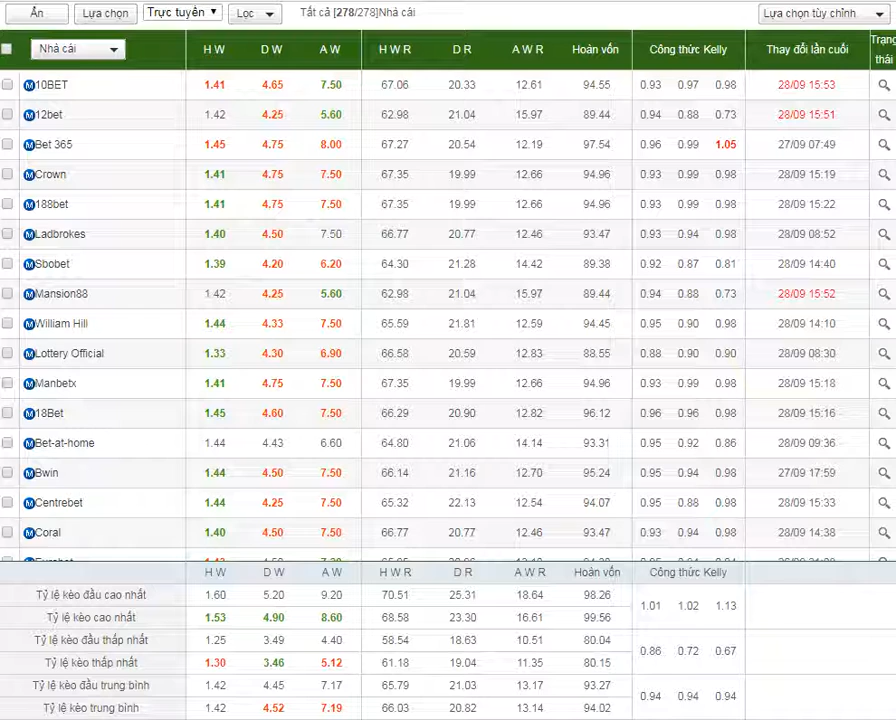 Ẩn Lựa chọn Trực tuyến Lọc Tất cả [278/278]Nhà cái Lựa chọn tùy chỉnh
Nhà cái H W D W A W H W R D R A W R Hoàn vốn Công thức Kelly Thay đổi lần cuối Trạng thái
10BET 1.41 4.65 7.50 67.06 20.33 12.61 94.55 0.93 0.97 0.98 28/09 15:53
12bet 1.42 4.25 5.60 62.98 21.04 15.97 89.44 0.94 0.88 0.73 28/09 15:51
Bet 365 1.45 4.75 8.00 67.27 20.54 12.19 97.54 0.96 0.99 1.05 27/09 07:49
Crown 1.41 4.75 7.50 67.35 19.99 12.66 94.96 0.93 0.99 0.98 28/09 15:19
188bet 1.41 4.75 7.50 67.35 19.99 12.66 94.96 0.93 0.99 0.98 28/09 15:22
Ladbrokes 1.40 4.50 7.50 66.77 20.77 12.46 93.47 0.93 0.94 0.98 28/09 08:52
Sbobet 1.39 4.20 6.20 64.30 21.28 14.42 89.38 0.92 0.87 0.81 28/09 14:40
Mansion88 1.42 4.25 5.60 62.98 21.04 15.97 89.44 0.94 0.88 0.73 28/09 15:52
William Hill 1.44 4.33 7.50 65.59 21.81 12.59 94.45 0.95 0.90 0.98 28/09 14:10
Lottery Official 1.33 4.30 6.90 66.58 20.59 12.83 88.55 0.88 0.90 0.90 28/09 08:30
Manbetx 1.41 4.75 7.50 67.35 19.99 12.66 94.96 0.93 0.99 0.98 28/09 15:18
18Bet 1.45 4.60 7.50 66.29 20.90 12.82 96.12 0.96 0.96 0.98 28/09 15:16
Bet-at-home 1.44 4.43 6.60 64.80 21.06 14.14 93.31 0.95 0.92 0.86 28/09 09:36
Bwin 1.44 4.50 7.50 66.14 21.16 12.70 95.24 0.95 0.94 0.98 27/09 17:59
Centrebet 1.44 4.25 7.50 65.32 22.13 12.54 94.07 0.95 0.88 0.98 28/09 15:33
Coral 1.40 4.50 7.50 66.77 20.77 12.46 93.47 0.93 0.94 0.98 28/09 14:38
H W D W A W H W R D R A W R Hoàn vốn Công thức Kelly
Tỷ lệ kèo đầu cao nhất 1.60 5.20 9.20 70.51 25.31 18.64 98.26
1.01 1.02 1.13
Tỷ lệ kèo cao nhất 1.53 4.90 8.60 68.58 23.30 16.61 99.56
Tỷ lệ kèo đầu thấp nhất 1.25 3.49 4.40 58.54 18.63 10.51 80.04
0.86 0.72 0.67
Tỷ lệ kèo thấp nhất 1.30 3.46 5.12 61.18 19.04 11.35 80.15
Tỷ lệ kèo đầu trung bình 1.42 4.45 7.17 65.79 21.03 13.17 93.27
0.94 0.94 0.94
Tỷ lệ kèo trung bình 1.42 4.52 7.19 66.03 20.82 13.14 94.02